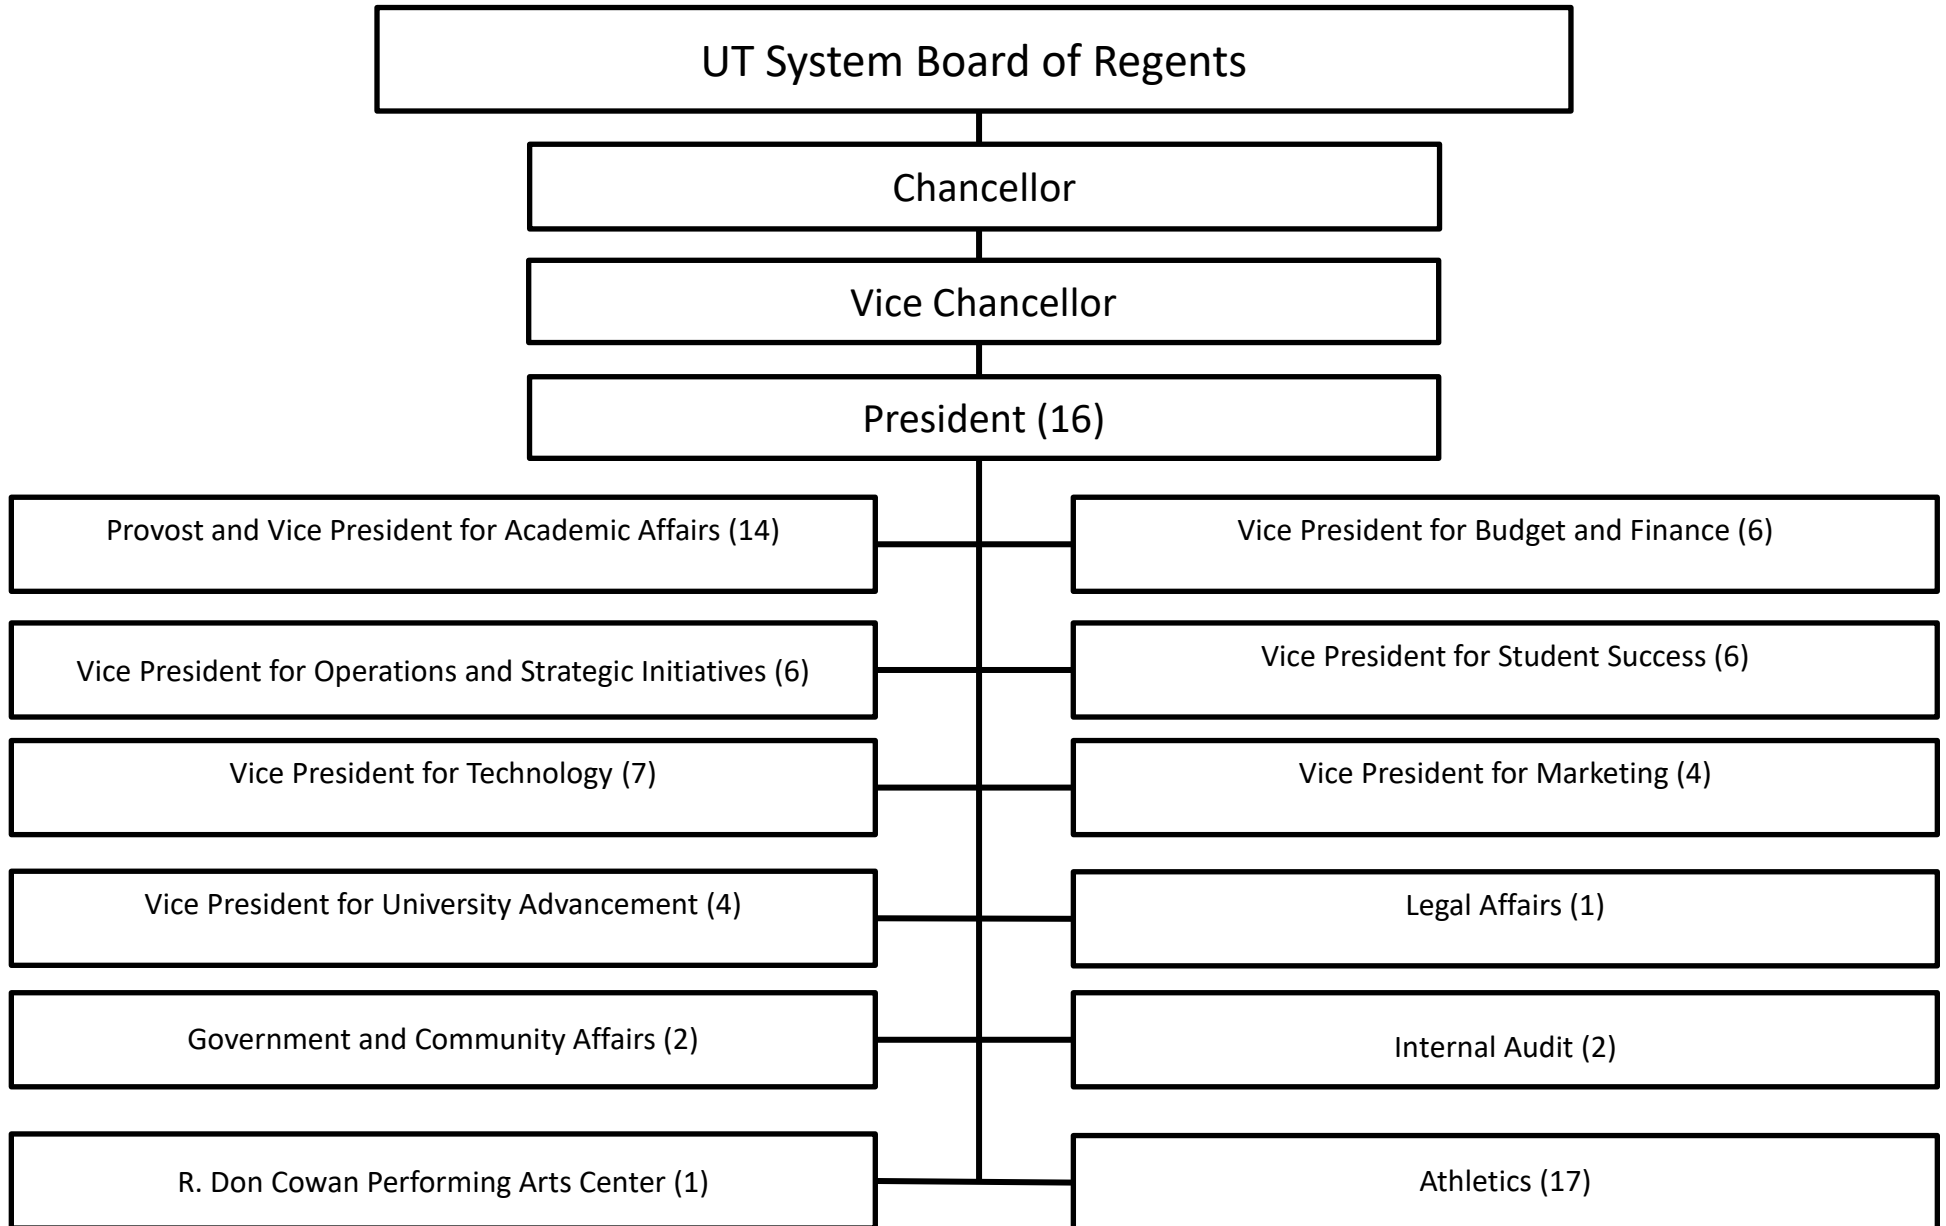 UT System Board of Regents
Chancellor
Vice Chancellor
President (16)
Provost and Vice President for Academic Affairs (14)
Vice President for Budget and Finance (6)
Vice President for Operations and Strategic Initiatives (6)
Vice President for Student Success (6)
Vice President for Technology (7)
Vice President for Marketing (4)
Vice President for University Advancement (4)
Legal Affairs (1)
Government and Community Affairs (2)
Internal Audit (2)
R. Don Cowan Performing Arts Center (1)
Athletics (17)